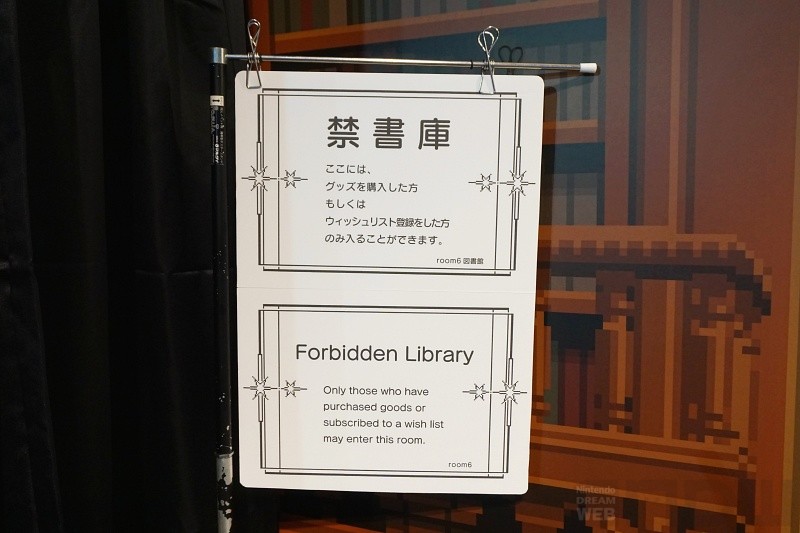 禁書庫
ここには、
グッズを購入した方
もしくは
ウィッシュリスト登録をした方
のみ入ることができます。
room6 図書館
Forbidden Library
Only those who have
purchased goods or
subscribed to a wish list
may enter this room.
room6
Nintendo
DREAM
WEB